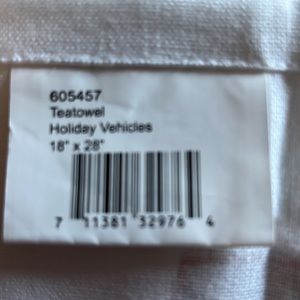 605457
Teatowel
Holiday Vehicles
18" x 28"
7 11381 32976 4